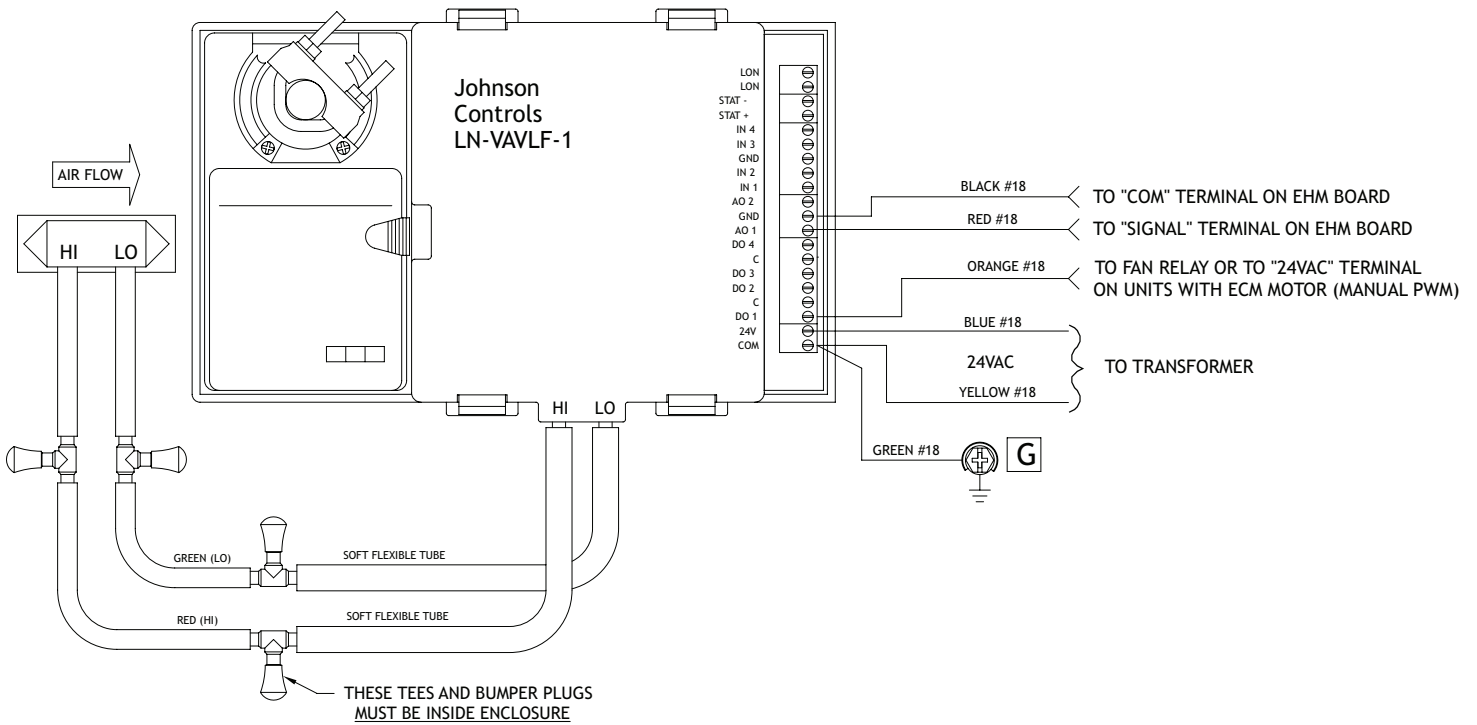 Johnson
Controls
LN-VAVLF-1
LON
LON
STAT -
STAT +
IN 4
IN 3
GND
IN 2
IN 1
AO 2
GND
AO 1
DO 4
C
DO 3
DO 2
C
DO 1
24V
COM
AIR FLOW
HI LO
BLACK #18
TO "COM" TERMINAL ON EHM BOARD
RED #18
TO "SIGNAL" TERMINAL ON EHM BOARD
ORANGE #18
TO FAN RELAY OR TO "24VAC" TERMINAL
ON UNITS WITH ECM MOTOR (MANUAL PWM)
BLUE #18
24VAC
TO TRANSFORMER
YELLOW #18
HI LO
GREEN #18
G
GREEN (LO)
SOFT FLEXIBLE TUBE
RED (HI)
SOFT FLEXIBLE TUBE
THESE TEES AND BUMPER PLUGS
MUST BE INSIDE ENCLOSURE